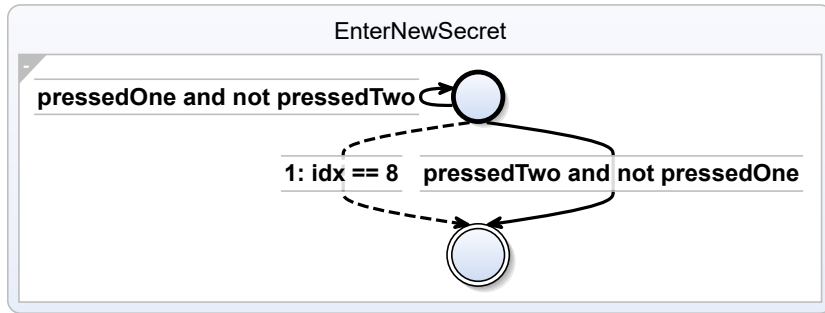 EnterNewSecret
-
pressedOne and not pressedTwo
1: idx == 8
pressedTwo and not pressedOne